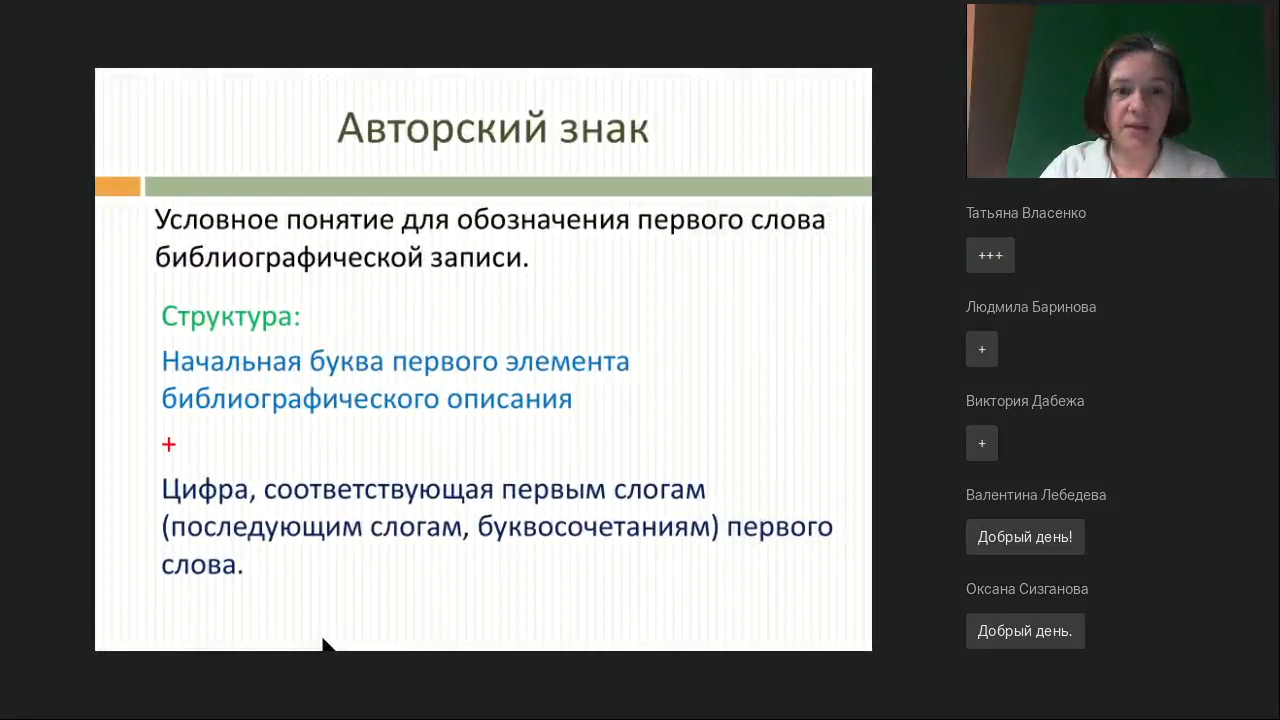 Авторский знак
Условное понятие для обозначения первого слова
библиографической записи.
Структура:
Начальная буква первого элемента
библиографического описания
+
Цифра, соответствующая первым слогам
(последующим слогам, буквосочетаниям) первого
слова.
Татьяна Власенко
+++
Людмила Баринова
+
Виктория Дабежа
+
Валентина Лебедева
Добрый день!
Оксана Сизганова
Добрый день.